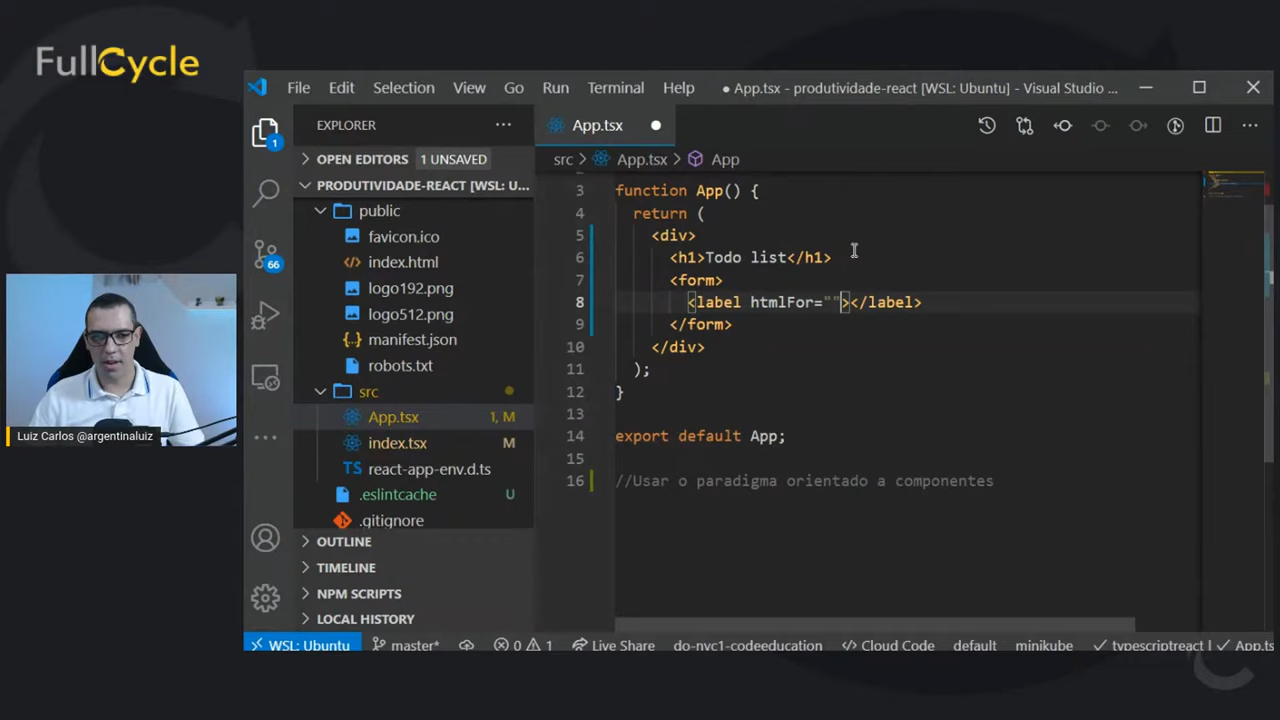 FullCycle
File Edit Selection View Go Run Terminal Help ● App.tsx - produtividade-react [WSL: Ubuntu] - Visual Studio ...
EXPLORER
App.tsx
OPEN EDITORS 1 UNSAVED
src > App.tsx > App
PRODUTIVIDADE-REACT [WSL: U...
public
favicon.ico
index.html
logo192.png
logo512.png
manifest.json
robots.txt
src
App.tsx 1, M
index.tsx M
react-app-env.d.ts
.eslintcache U
.gitignore
OUTLINE
TIMELINE
NPM SCRIPTS
LOCAL HISTORY
1
66
3 function App() {
4 return (
5 <div>
6 <h1>Todo list</h1>
7 <form>
8 <label htmlFor=""></label>
9 </form>
10 </div>
11 );
12 }
13
14 export default App;
15
16 //Usar o paradigma orientado a componentes
Luiz Carlos @argentinaluiz
WSL: Ubuntu master* 0 1 Live Share do-nyc1-codeeducation Code default minikube typescriptreact App.ts